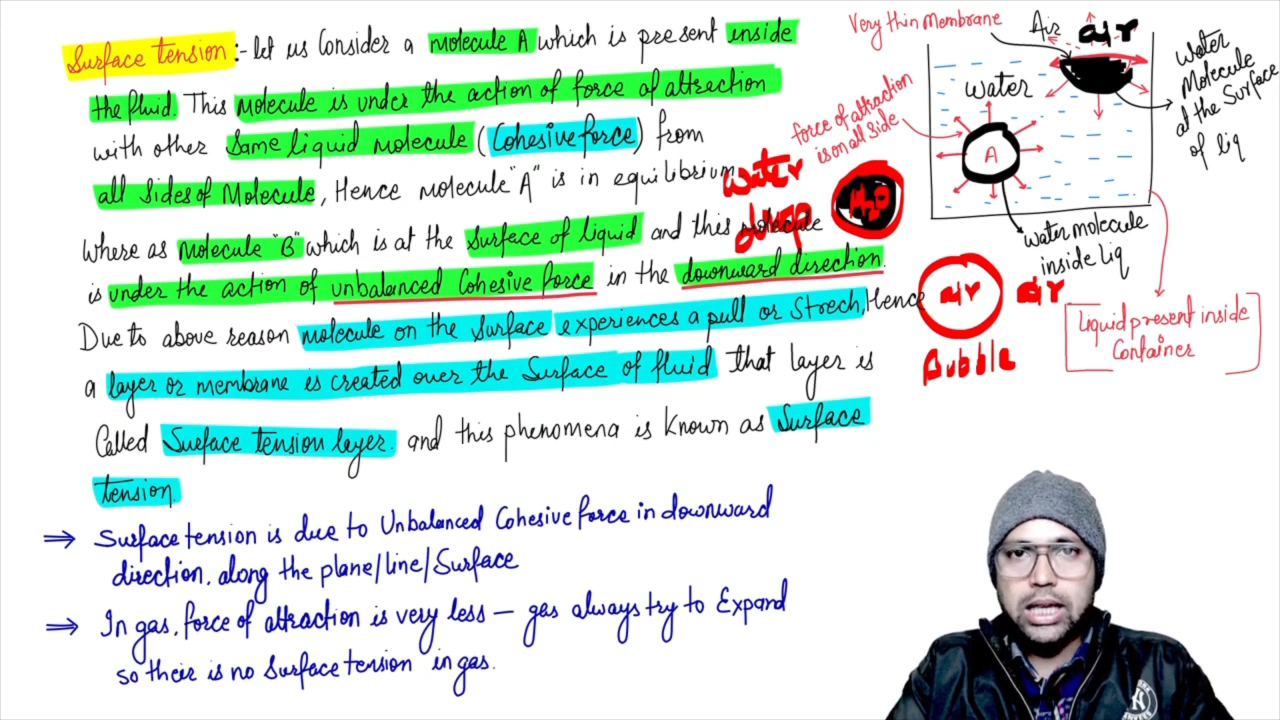 Surface tension :- let us Consider a molecule A which is present inside
the fluid. This molecule is under the action of force of attraction
with other Same liquid molecule (Cohesive force) from
all Sides of Molecule, Hence molecule "A" is in equilibrium
Where as molecule "B" which is at the surface of liquid and this molecule
is under the action of unbalanced Cohesive force in the downward direction.
Due to above reason molecule on the Surface experiences a pull or Strech, Hence
a layer or membrane is created over the Surface of fluid that layer is
Called Surface tension layer. and this phenomena is known as Surface
tension.
⇒ Surface tension is due to Unbalanced Cohesive force in downward
direction, along the plane/line/Surface
⇒ In gas, force of attraction is very less - gas always try to Expand
so their is no Surface tension in gas.
Very thin Membrane
Air
air
Water
Molecule
at the Surface
of liq
Water
force of attraction
is on all Side
A
water
drop
H2O
water molecule
inside Liq
air
air
Bubble
Liquid present inside
Container